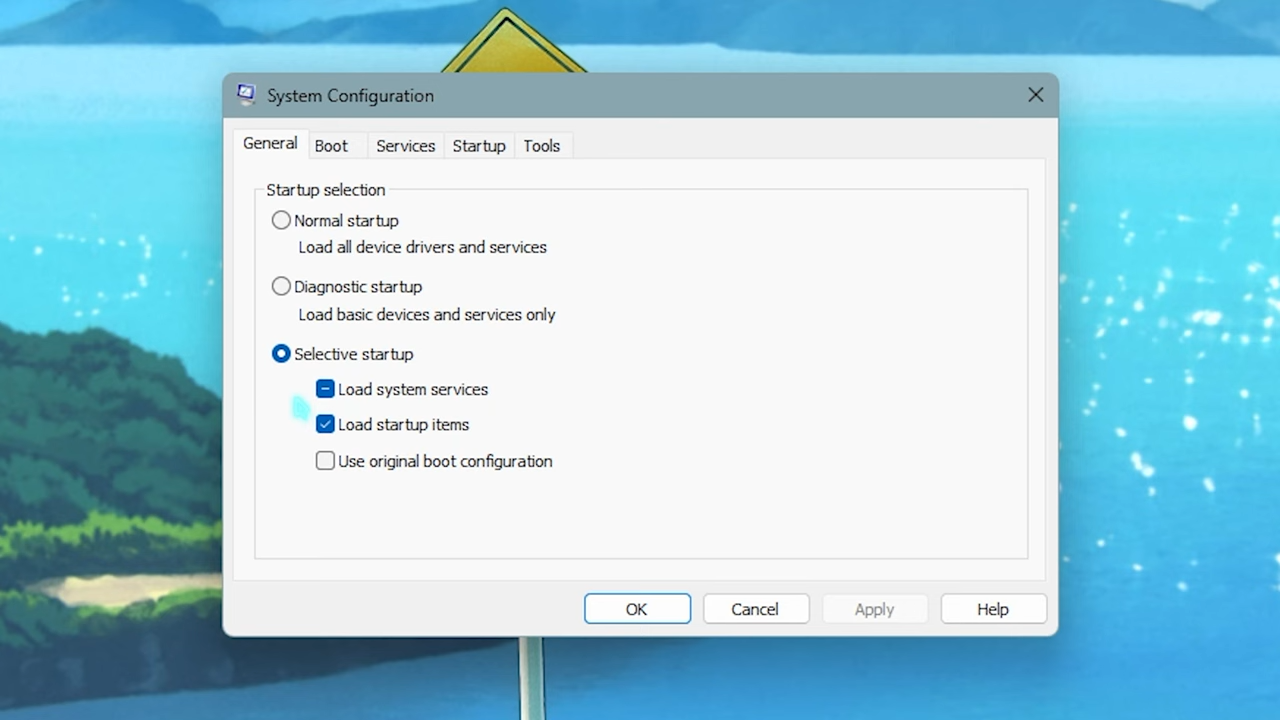 System Configuration
General Boot Services Startup Tools
Startup selection
Normal startup
Load all device drivers and services
Diagnostic startup
Load basic devices and services only
Selective startup
Load system services
Load startup items
Use original boot configuration
OK Cancel Apply Help